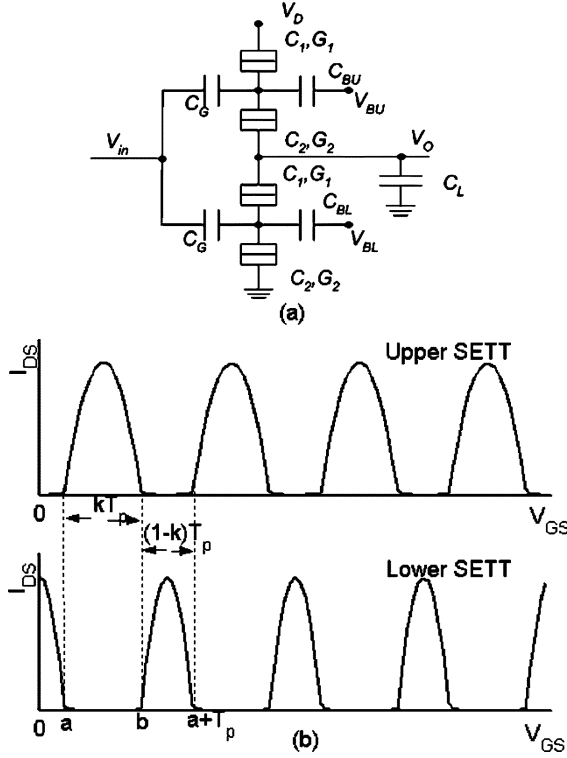 V_D
C_1,G_1
C_BU
C_G
V_BU
C_2,G_2
V_in
V_O
C_1,G_1
C_BL
C_L
C_G
V_BL
C_2,G_2
(a)
I_DS
Upper SETT
0
kT_p
(1-k)T_p
V_GS
I_DS
Lower SETT
0 a b a+T_p
(b)
V_GS